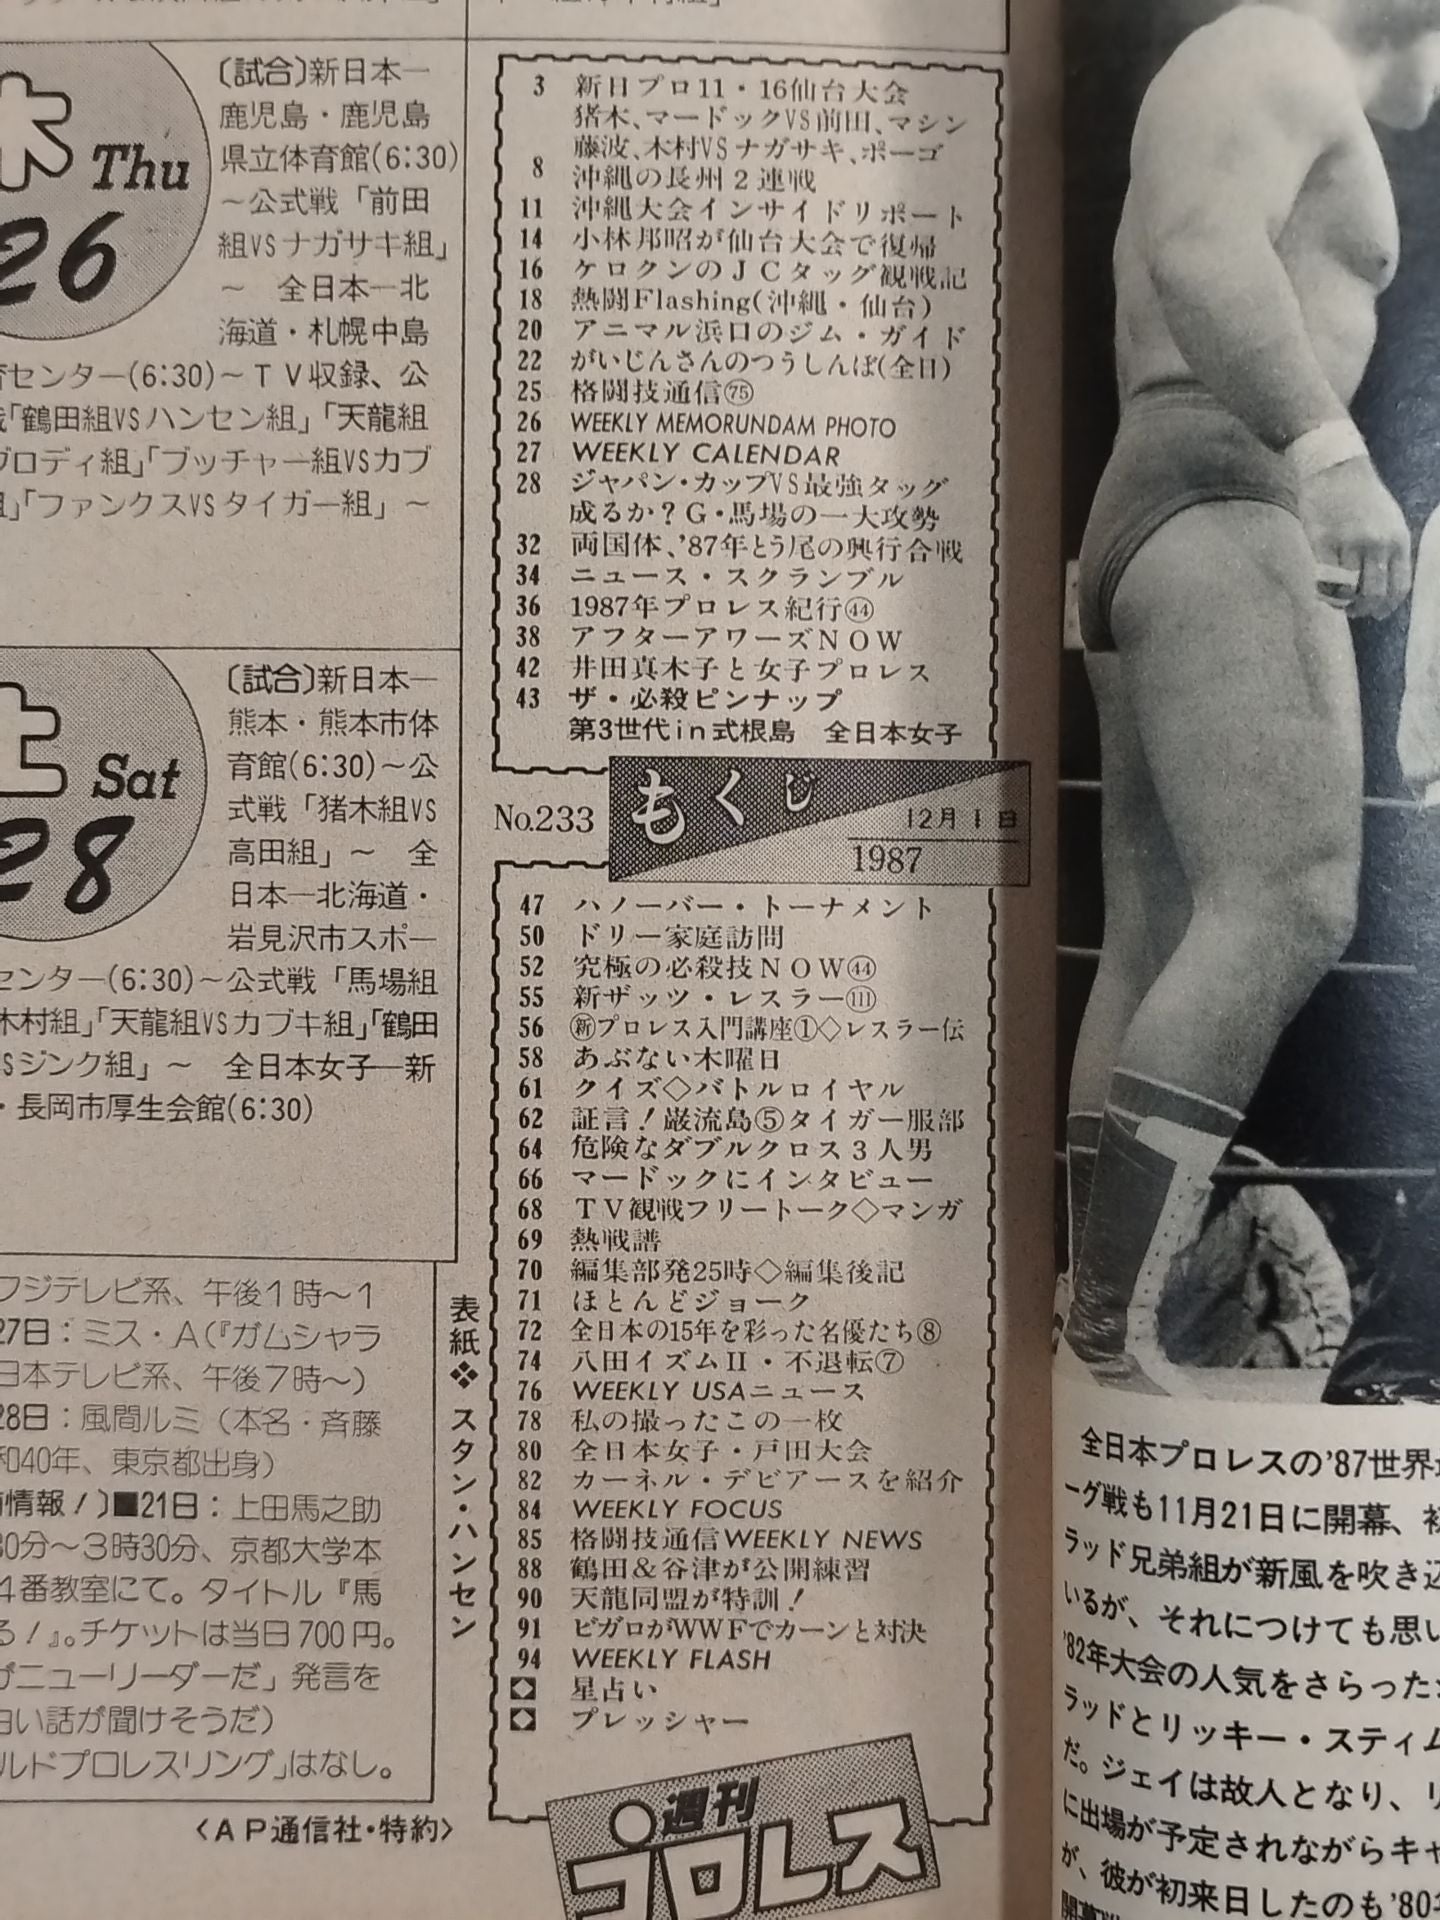 木 Thu
26
〔試合〕新日本—
鹿児島・鹿児島
県立体育館(6:30)
～公式戦「前田
組VSナガサキ組」
～ 全日本—北
海道・札幌中島
センター(6:30)～TV収録、公
「鶴田組VSハンセン組」「天龍組
ブロディ組」「ブッチャー組VSカブ
」「ファンクスVSタイガー組」～
土 Sat
28
〔試合〕新日本—
熊本・熊本市体
育館(6:30)～公
式戦「猪木組VS
高田組」～ 全
日本—北海道・
岩見沢市スポー
センター(6:30)～公式戦「馬場組
木村組」「天龍組VSカブキ組」「鶴田
VSジンク組」～ 全日本女子—新
・長岡市厚生会館(6:30)
フジテレビ系、午後1時～1
27日：ミス・A(『ガムシャラ
日本テレビ系、午後7時～)
28日：風間ルミ（本名・斉藤
和40年、東京都出身）
情報!〕■21日：上田馬之助
30分～3時30分、京都大学本
4番教室にて。タイトル『馬
る!』。チケットは当日700円。
がニューリーダーだ」発言を
白い話が聞けそうだ）
ルドプロレスリング」はなし。
〈AP通信社・特約〉
3 新日プロ11・16仙台大会
猪木、マードックVS前田、マシン
藤波、木村VSナガサキ、ポーゴ
8 沖縄の長州2連戦
11 沖縄大会インサイドリポート
14 小林邦昭が仙台大会で復帰
16 ケロクンのJCタッグ観戦記
18 熱闘Flashing(沖縄・仙台)
20 アニマル浜口のジム・ガイド
22 がいじんさんのつうしんぼ(全日)
25 格闘技通信㊆
26 WEEKLY MEMORUNDAM PHOTO
27 WEEKLY CALENDAR
28 ジャパン・カップVS最強タッグ
成るか？G・馬場の一大攻勢
32 両国体、'87年とう尾の興行合戦
34 ニュース・スクランブル
36 1987年プロレス紀行㊹
38 アフターアワーズNOW
42 井田真木子と女子プロレス
43 ザ・必殺ピンナップ
第3世代in式根島 全日本女子
No.233 もくじ 12月1日
1987
47 ハノーバー・トーナメント
50 ドリー家庭訪問
52 究極の必殺技NOW㊹
55 新ザッツ・レスラー(111)
56 ㊟プロレス入門講座①◇レスラー伝
58 あぶない木曜日
61 クイズ◇バトルロイヤル
62 証言！巌流島⑤タイガー服部
64 危険なダブルクロス3人男
66 マードックにインタビュー
68 TV観戦フリートーク◇マンガ
69 熱戦譜
70 編集部発25時◇編集後記
71 ほとんどジョーク
72 全日本の15年を彩った名優たち⑧
74 八田イズムII・不退転⑦
76 WEEKLY USAニュース
78 私の撮ったこの一枚
80 全日本女子・戸田大会
82 カーネル・デビアースを紹介
84 WEEKLY FOCUS
85 格闘技通信WEEKLY NEWS
88 鶴田&谷津が公開練習
90 天龍同盟が特訓！
91 ビガロがWWFでカーンと対決
94 WEEKLY FLASH
◆ 星占い
◆ プレッシャー
表紙❖スタン・ハンセン
週刊
プロレス
全日本プロレスの'87世界
ーグ戦も11月21日に開幕、初
ラッド兄弟組が新風を吹き込
いるが、それにつけても思い
'82年大会の人気をさらった
ラッドとリッキー・スティム
だ。ジェイは故人となり、リ
に出場が予定されながらキャ
が、彼が初来日したのも'80